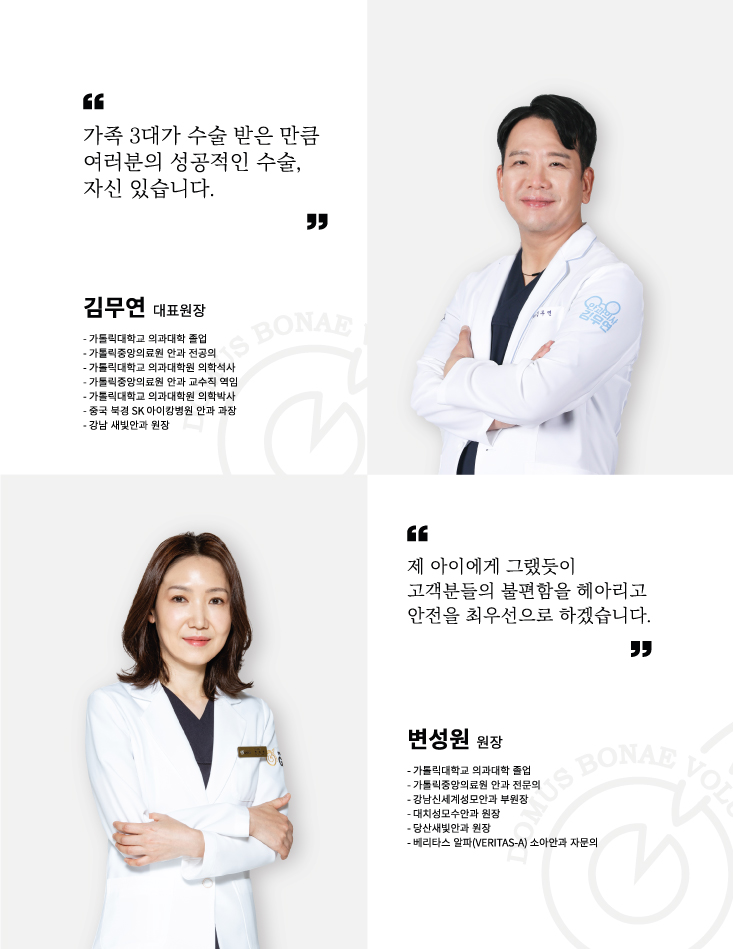 ❝
가족 3대가 수술 받은 만큼
여러분의 성공적인 수술,
자신 있습니다.
❞
김무연 대표원장
- 가톨릭대학교 의과대학 졸업
- 가톨릭중앙의료원 안과 전공의
- 가톨릭대학교 의과대학원 의학석사
- 가톨릭중앙의료원 안과 교수직 역임
- 가톨릭대학교 의과대학원 의학박사
- 중국 북경 SK 아이캉병원 안과 과장
- 강남 새빛안과 원장
DOMUS BONAE
안과의사
김무연
❝
제 아이에게 그랬듯이
고객분들의 불편함을 헤아리고
안전을 최우선으로 하겠습니다.
❞
변성원 원장
- 가톨릭대학교 의과대학 졸업
- 가톨릭중앙의료원 안과 전문의
- 강남신세계성모안과 부원장
- 대치성모수안과 원장
- 당산새빛안과 원장
- 베리타스 알파(VERITAS-A) 소아안과 자문의
DOMUS BONAE